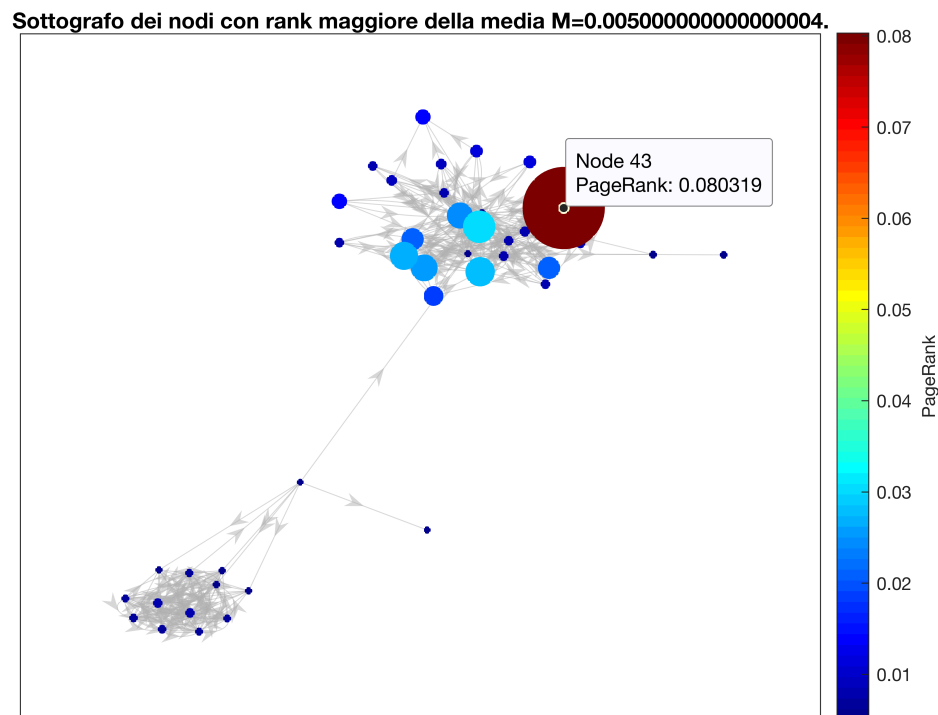 Sottografo dei nodi con rank maggiore della media M=0.005000000000000004.
Node 43
PageRank: 0.080319
0.08
0.07
0.06
0.05
0.04
0.03
0.02
0.01
PageRank